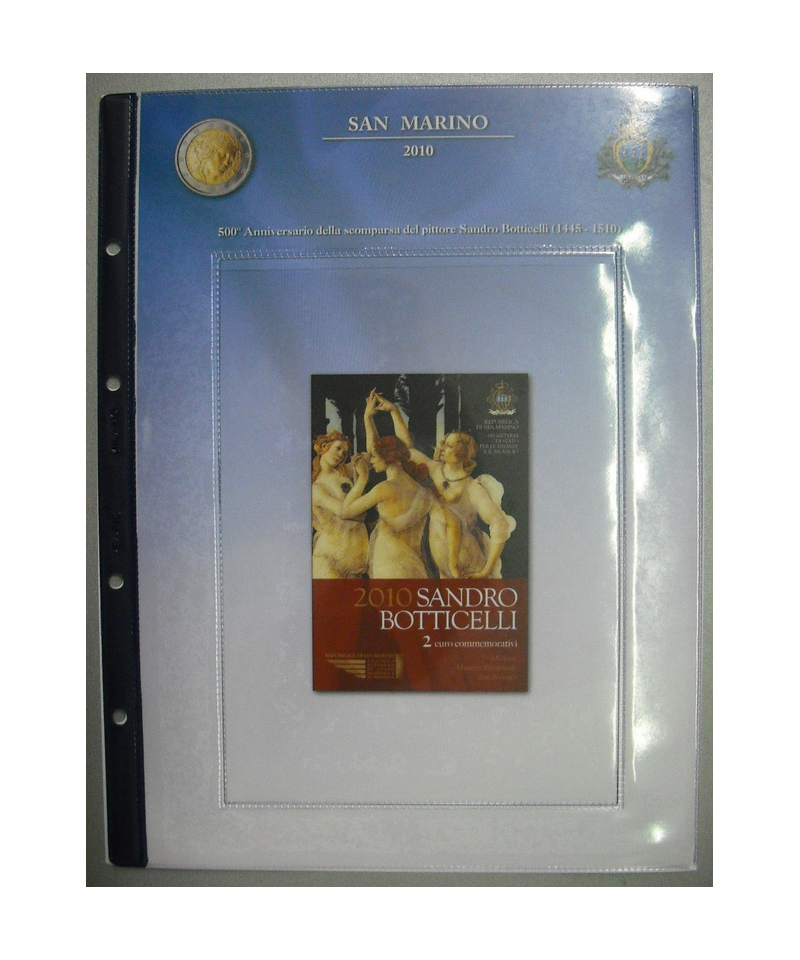 SAN MARINO
2010
500° Anniversario della scomparsa del pittore Sandro Botticelli (1445 - 1510)
REPUBBLICA
DI SAN MARINO
2010 SANDRO
BOTTICELLI
2 euro commemorativi